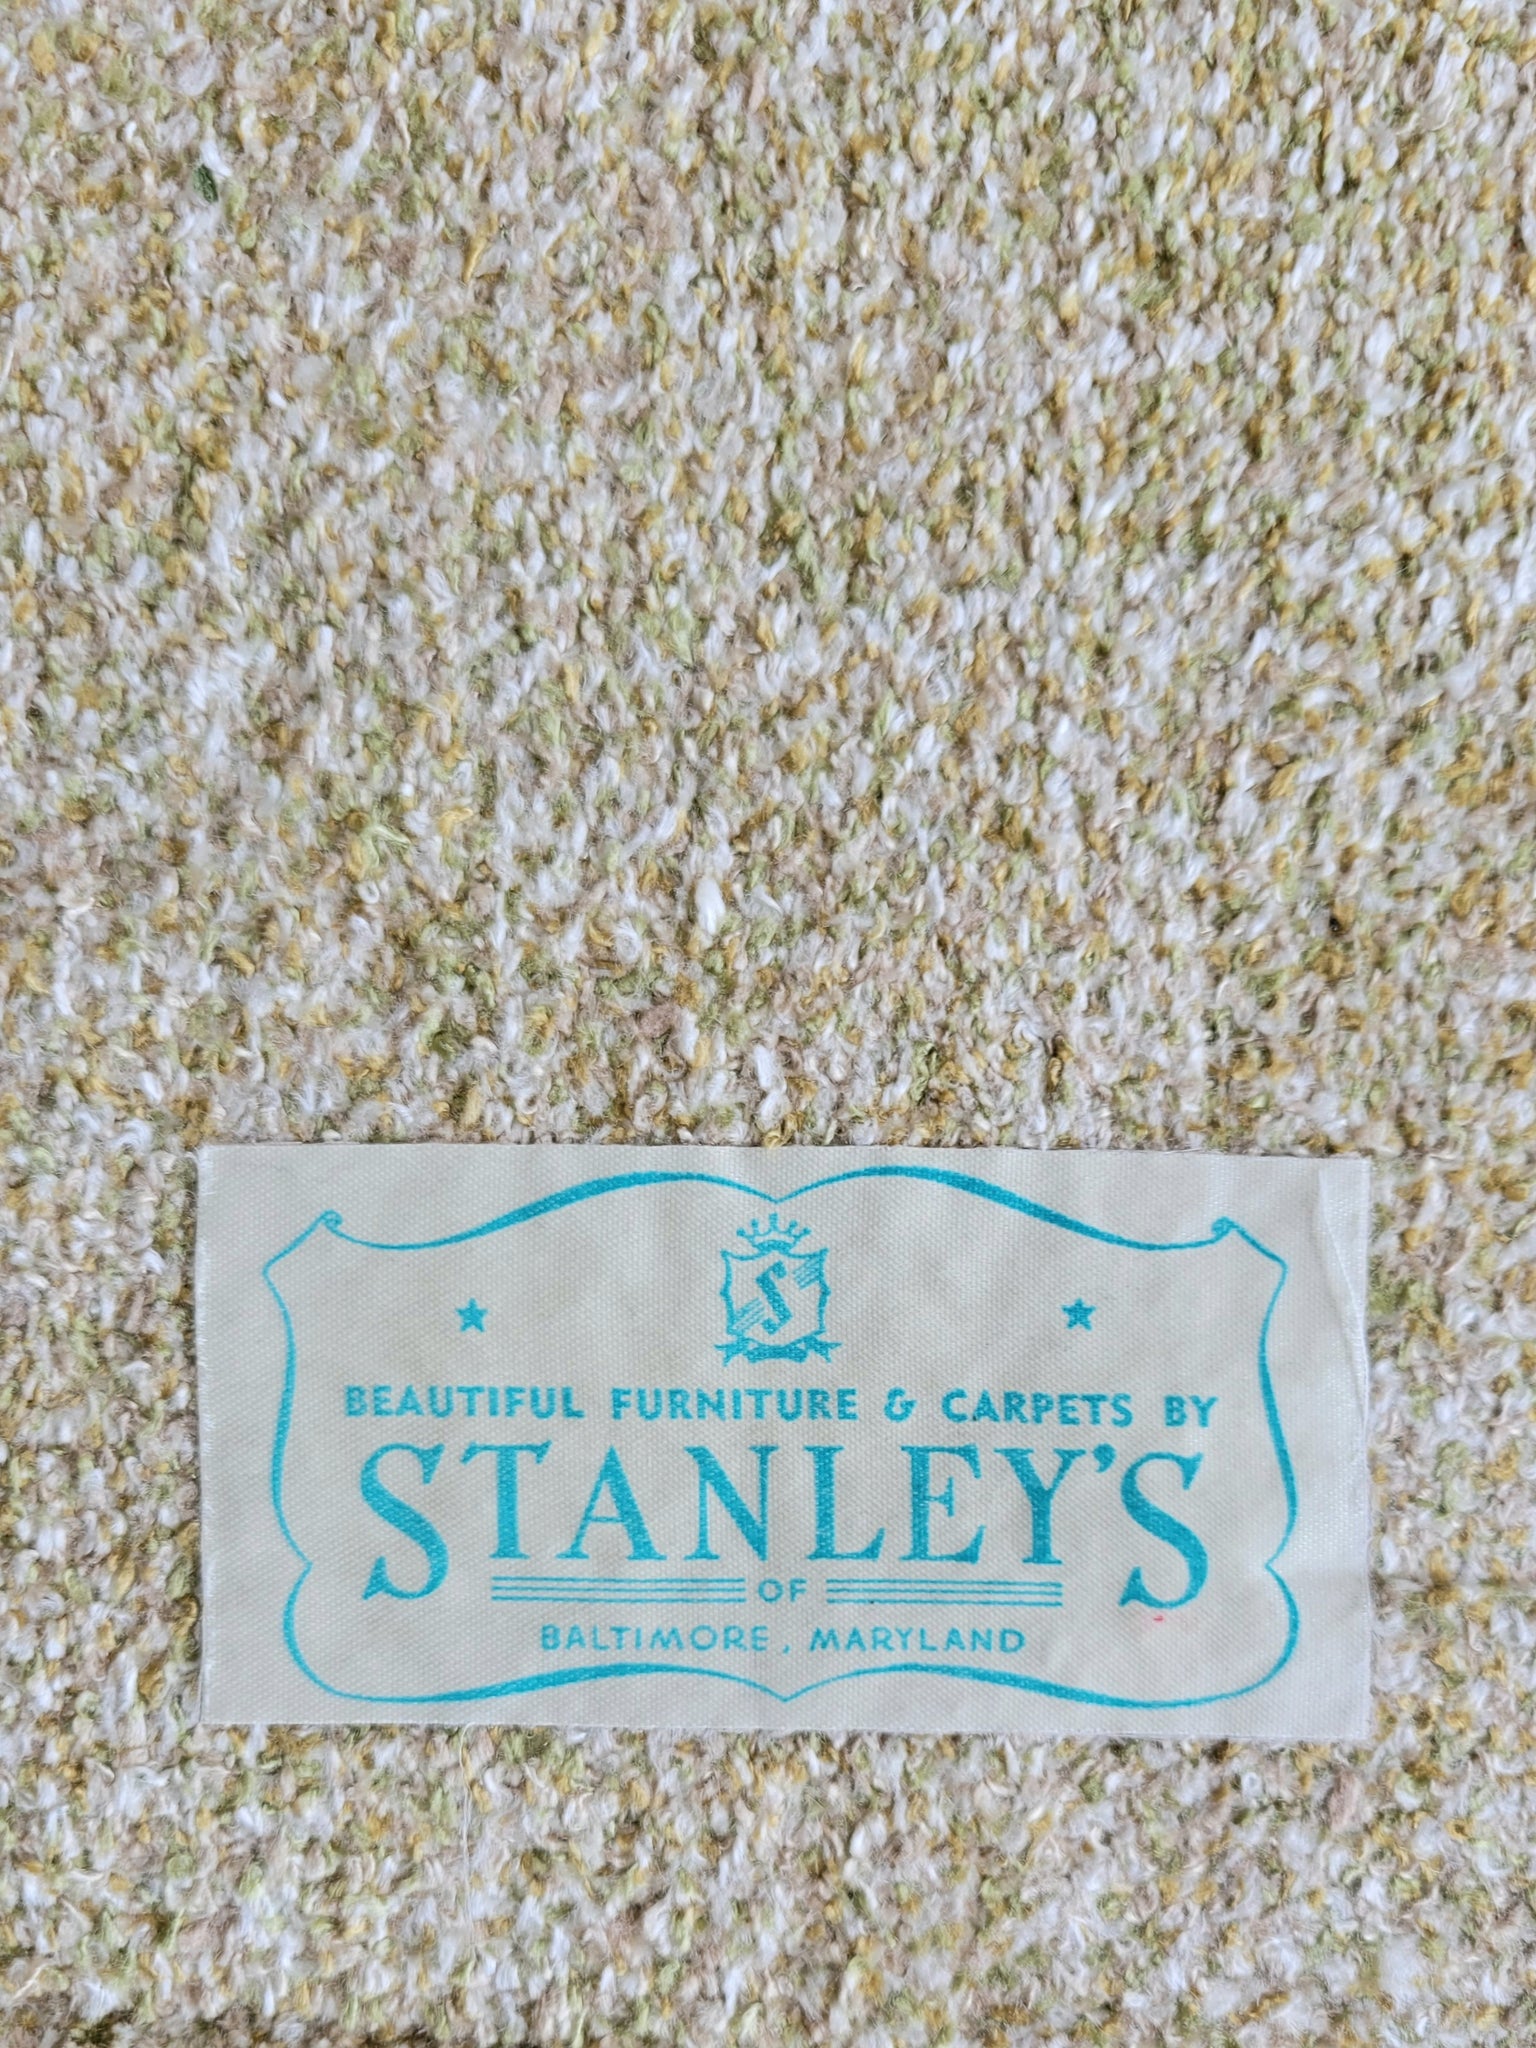 S
BEAUTIFUL FURNITURE & CARPETS BY
STANLEY'S
OF
BALTIMORE, MARYLAND